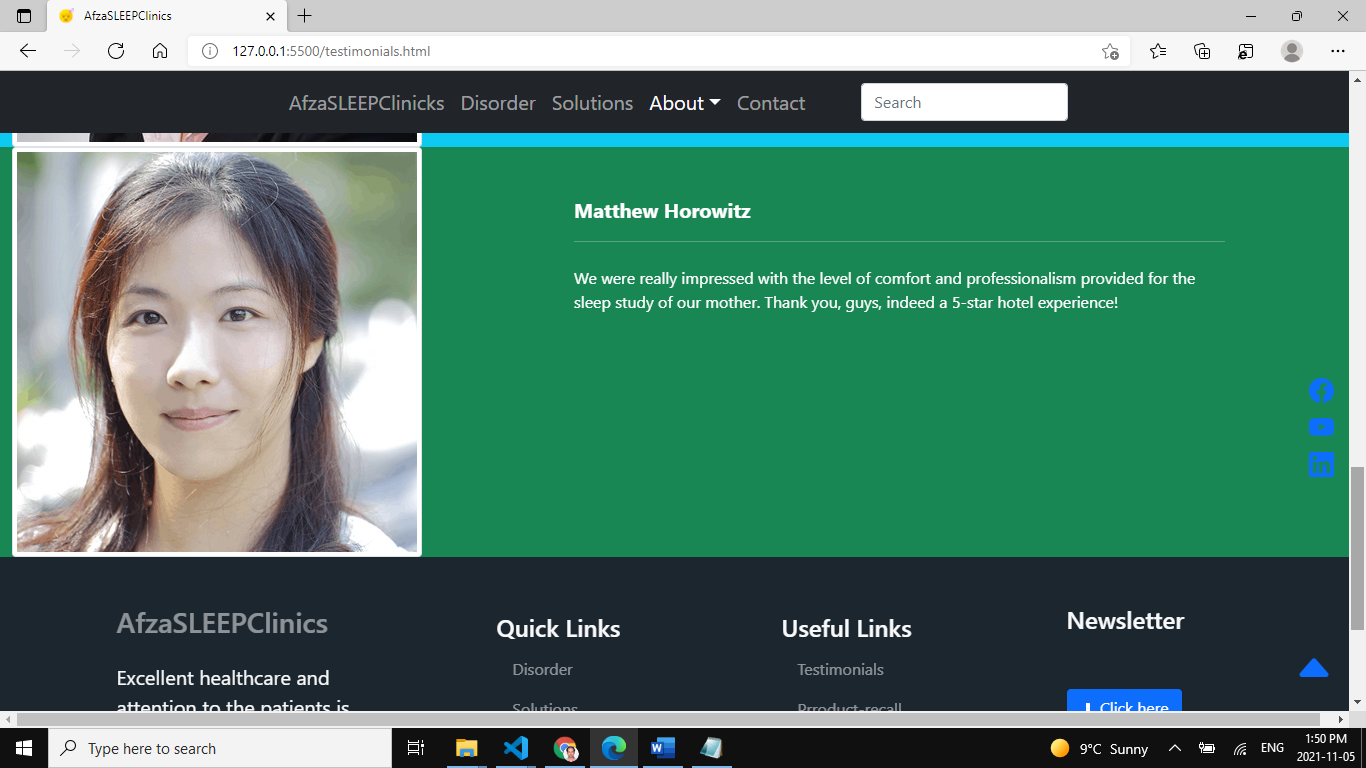 AfzaSLEEPClinics
127.0.0.1:5500/testimonials.html
AfzaSLEEPClinicks Disorder Solutions About Contact Search
Matthew Horowitz
We were really impressed with the level of comfort and professionalism provided for the
sleep study of our mother. Thank you, guys, indeed a 5-star hotel experience!
AfzaSLEEPClinics
Excellent healthcare and
attention to the patients is
Quick Links
Disorder
Solutions
Useful Links
Testimonials
Prroduct-recall
Newsletter
Click here
Type here to search
9°C Sunny
ENG
1:50 PM
2021-11-05